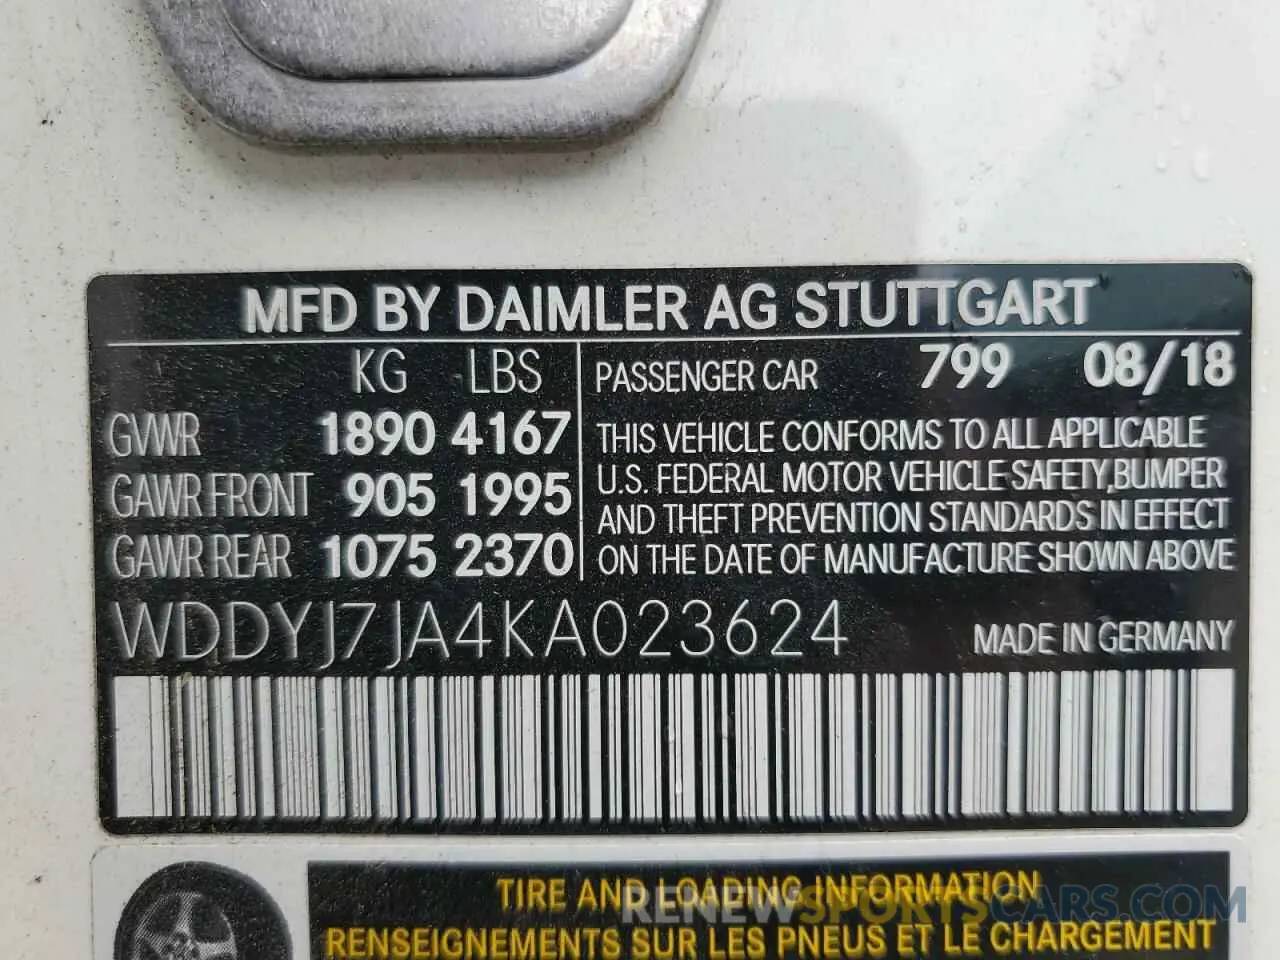 MFD BY DAIMLER AG STUTTGART
KG LBS
GVWR 1890 4167
GAWR FRONT 905 1995
GAWR REAR 1075 2370
PASSENGER CAR 799 08/18
THIS VEHICLE CONFORMS TO ALL APPLICABLE
U.S. FEDERAL MOTOR VEHICLE SAFETY, BUMPER
AND THEFT PREVENTION STANDARDS IN EFFECT
ON THE DATE OF MANUFACTURE SHOWN ABOVE
WDDYJ7JA4KA023624 MADE IN GERMANY
TIRE AND LOADING INFORMATION
RENEWSPORTSCARS.COM
RENSEIGNEMENTS SUR LES PNEUS ET LE CHARGEMENT